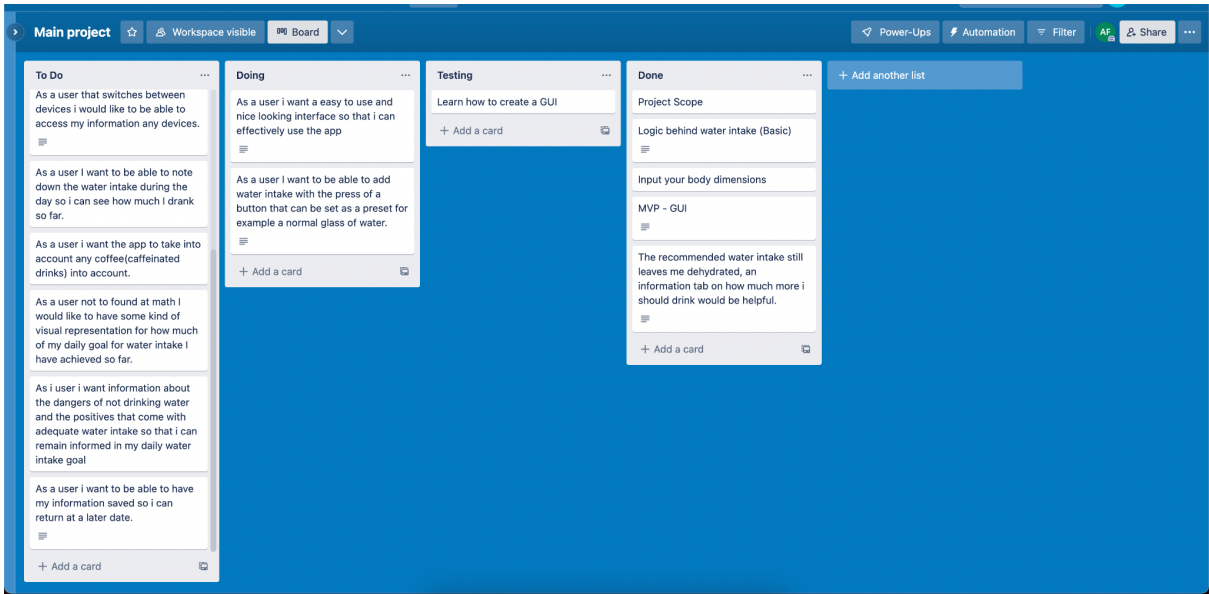 Main project
Workspace visible
Board
Power-Ups
Automation
Filter
AF
Share
To Do
As a user that switches between
devices i would like to be able to
access my information any devices.
As a user I want to be able to note
down the water intake during the
day so i can see how much I drank
so far.
As a user i want the app to take into
account any coffee(caffeinated
drinks) into account.
As a user not to found at math I
would like to have some kind of
visual representation for how much
of my daily goal for water intake I
have achieved so far.
As i user i want information about
the dangers of not drinking water
and the positives that come with
adequate water intake so that i can
remain informed in my daily water
intake goal
As a user i want to be able to have
my information saved so i can
return at a later date.
+ Add a card
Doing
As a user i want a easy to use and
nice looking interface so that i can
effectively use the app
As a user I want to be able to add
water intake with the press of a
button that can be set as a preset for
example a normal glass of water.
+ Add a card
Testing
Learn how to create a GUI
+ Add a card
Done
Project Scope
Logic behind water intake (Basic)
Input your body dimensions
MVP - GUI
The recommended water intake still
leaves me dehydrated, an
information tab on how much more i
should drink would be helpful.
+ Add a card
+ Add another list